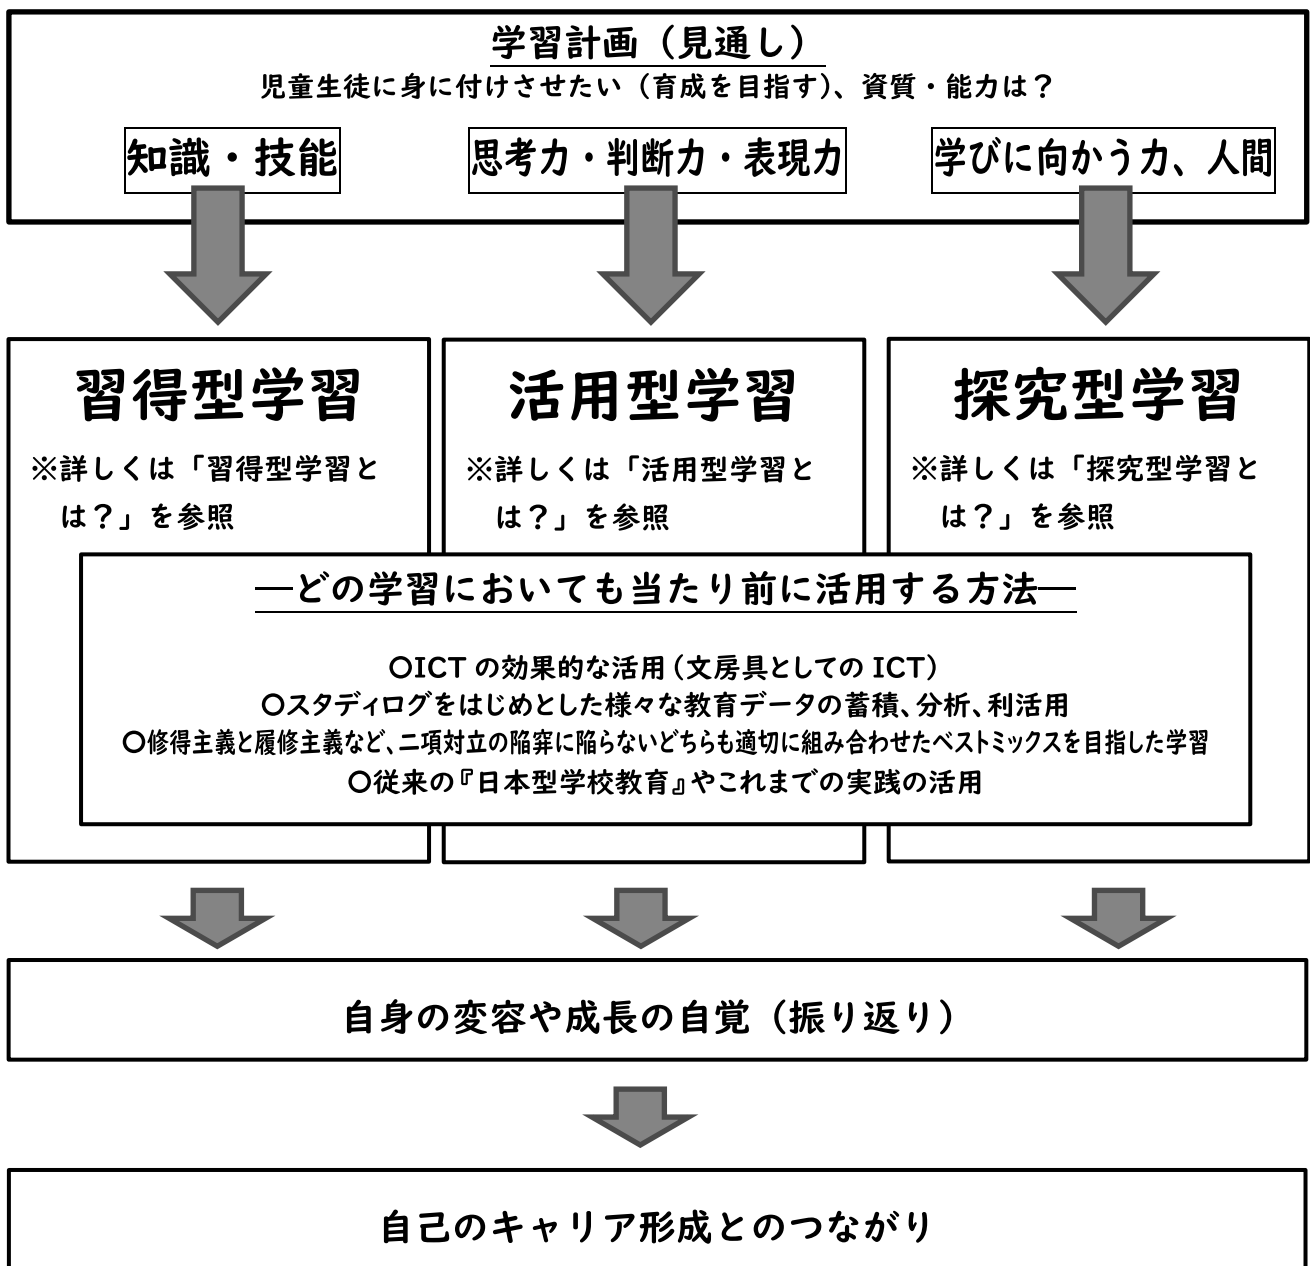 学習計画（見通し）
児童生徒に身に付けさせたい（育成を目指す）、資質・能力は？
知識・技能
思考力・判断力・表現力
学びに向かう力、人間
習得型学習
※詳しくは「習得型学習と
は？」を参照
活用型学習
※詳しくは「活用型学習と
は？」を参照
探究型学習
※詳しくは「探究型学習と
は？」を参照
―どの学習においても当たり前に活用する方法―
〇ICTの効果的な活用（文房具としてのICT）
〇スタディログをはじめとした様々な教育データの蓄積、分析、利活用
〇修得主義と履修主義など、二項対立の陥穽に陥らないどちらも適切に組み合わせたベストミックスを目指した学習
〇従来の『日本型学校教育』やこれまでの実践の活用
自身の変容や成長の自覚（振り返り）
自己のキャリア形成とのつながり